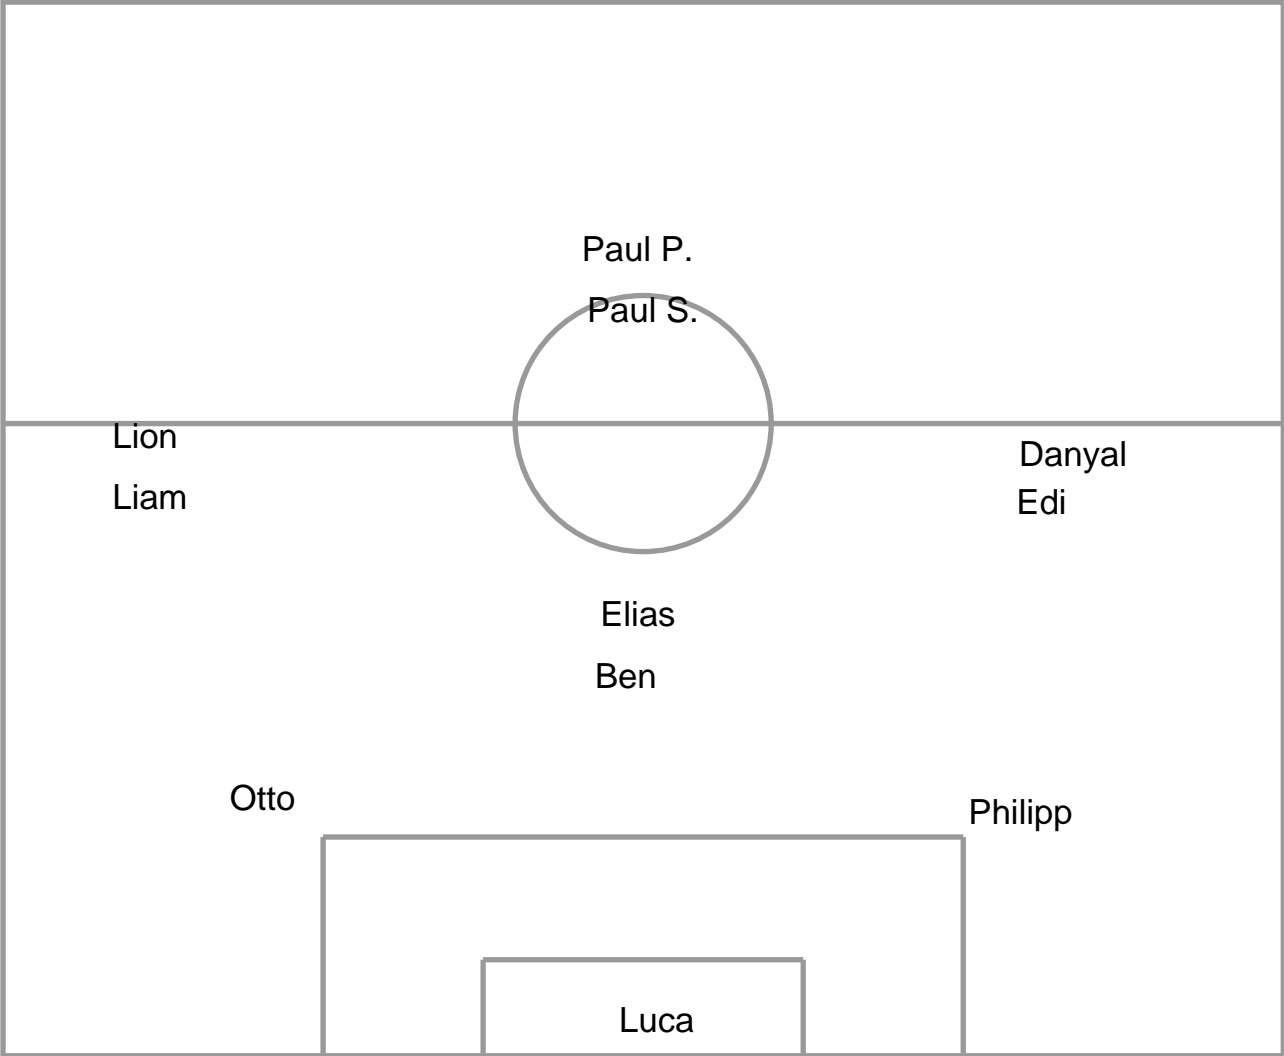 Paul P.
Paul S.
Lion
Danyal
Liam
Edi
Elias
Ben
Otto
Philipp
Luca